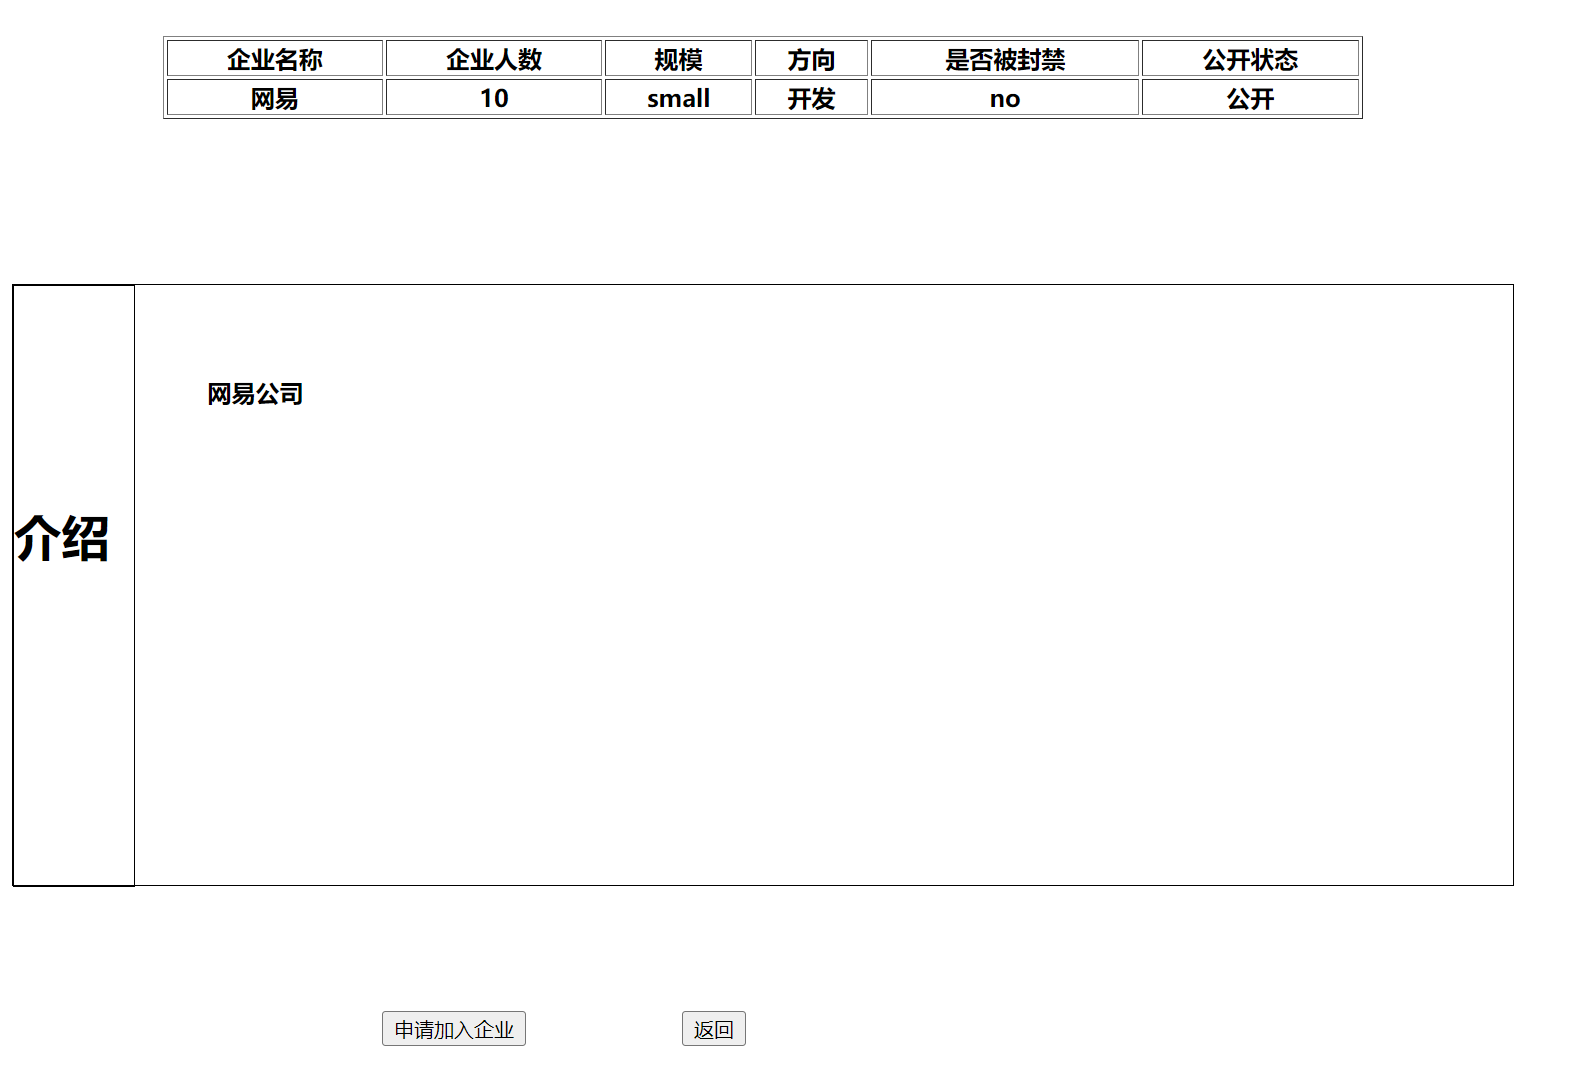 企业名称 企业人数 规模 方向 是否被封禁 公开状态
网易 10 small 开发 no 公开
网易公司
介绍
申请加入企业 返回